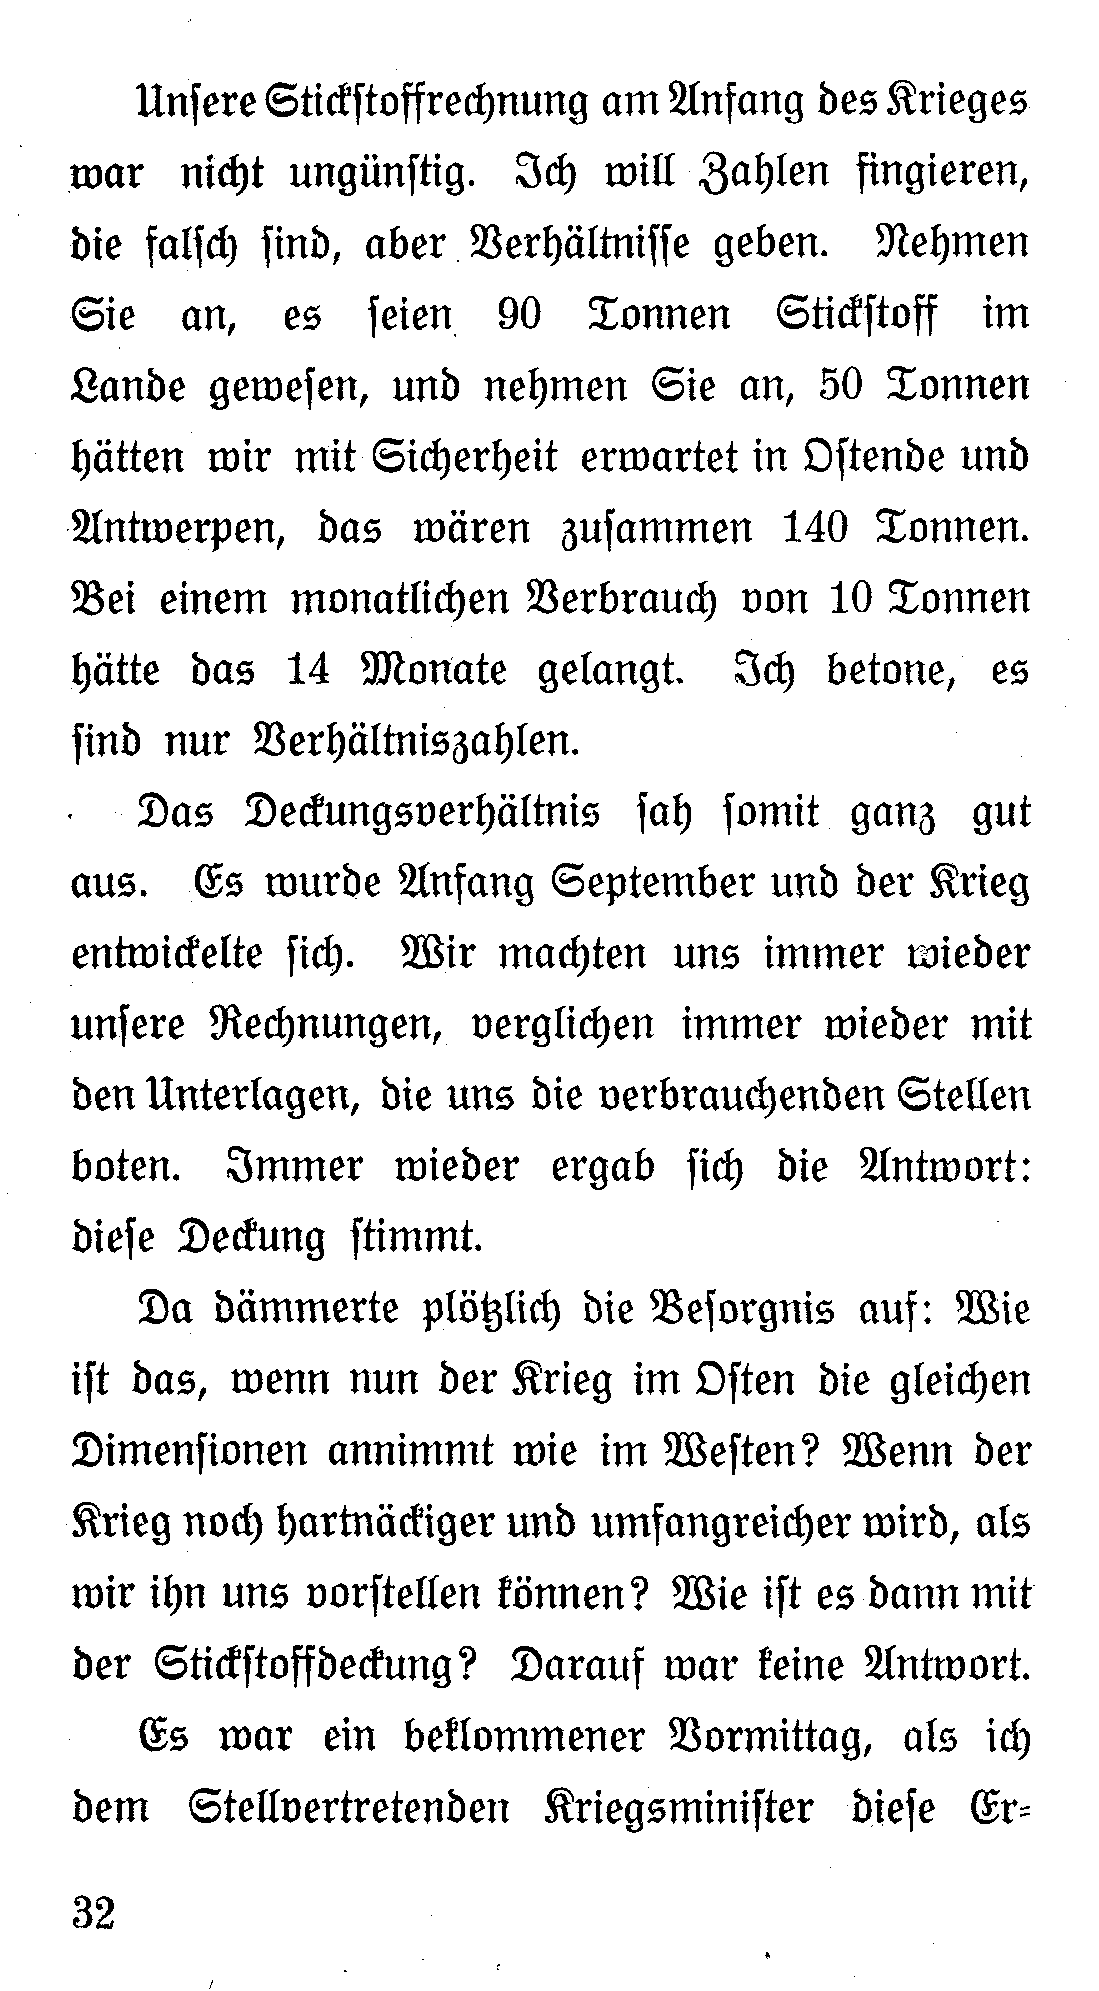 Unsere Stickstoffrechnung am Anfang des Krieges
war nicht ungünstig. Ich will Zahlen fingieren,
die falsch sind, aber Verhältnisse geben. Nehmen
Sie an, es seien 90 Tonnen Stickstoff im
Lande gewesen, und nehmen Sie an, 50 Tonnen
hätten wir mit Sicherheit erwartet in Ostende und
Antwerpen, das wären zusammen 140 Tonnen.
Bei einem monatlichen Verbrauch von 10 Tonnen
hätte das 14 Monate gelangt. Ich betone, es
sind nur Verhältniszahlen.
Das Deckungsverhältnis sah somit ganz gut
aus. Es wurde Anfang September und der Krieg
entwickelte sich. Wir machten uns immer wieder
unsere Rechnungen, verglichen immer wieder mit
den Unterlagen, die uns die verbrauchenden Stellen
boten. Immer wieder ergab sich die Antwort:
diese Deckung stimmt.
Da dämmerte plötzlich die Besorgnis auf: Wie
ist das, wenn nun der Krieg im Osten die gleichen
Dimensionen annimmt wie im Westen? Wenn der
Krieg noch hartnäckiger und umfangreicher wird, als
wir ihn uns vorstellen können? Wie ist es dann mit
der Stickstoffdeckung? Darauf war keine Antwort.
Es war ein beklommener Vormittag, als ich
dem Stellvertretenden Kriegsminister diese Er-
32